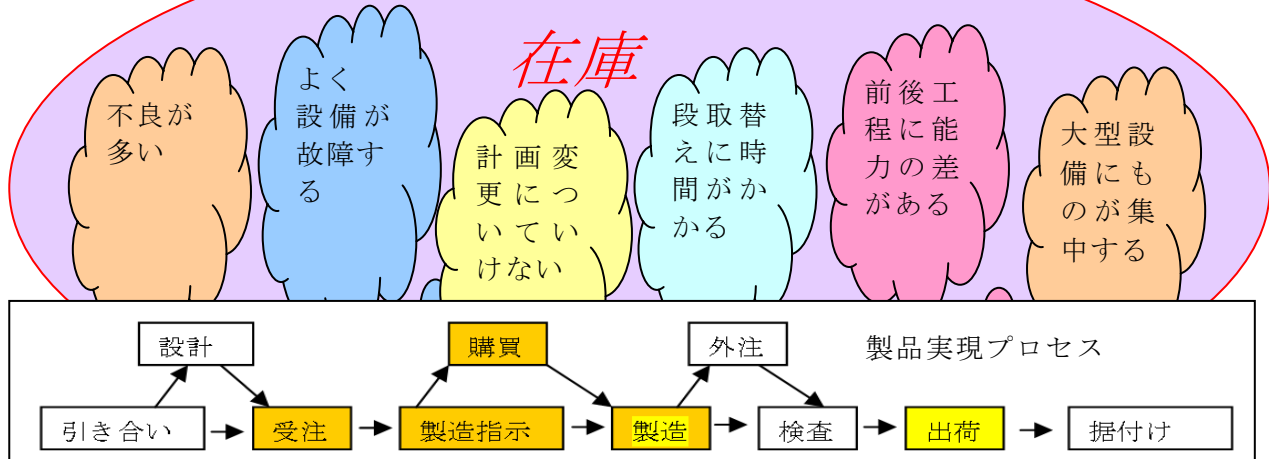 在庫
不良が
多い
よく
設備が
故障す
る
計画変
更につ
いてい
けない
段取替
えに時
間がか
かる
前後工
程に能
力の差
がある
大型設
備にも
のが集
中する
設計
購買
外注
製品実現プロセス
引き合い
受注
製造指示
製造
検査
出荷
据付け